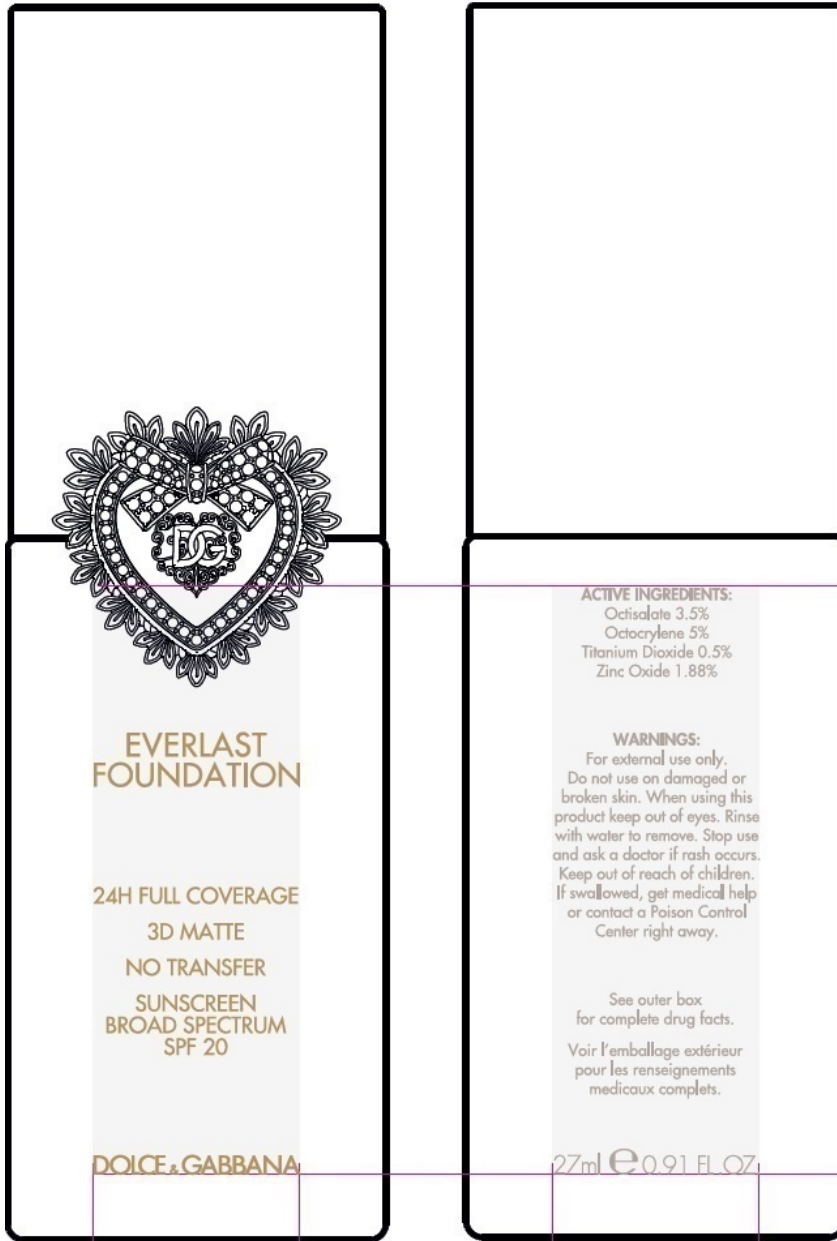 DG
EVERLAST
FOUNDATION
24H FULL COVERAGE
3D MATTE
NO TRANSFER
SUNSCREEN
BROAD SPECTRUM
SPF 20
DOLCE & GABBANA
ACTIVE INGREDIENTS:
Octisalate 3.5%
Octocrylene 5%
Titanium Dioxide 0.5%
Zinc Oxide 1.88%
WARNINGS:
For external use only.
Do not use on damaged or
broken skin. When using this
product keep out of eyes. Rinse
with water to remove. Stop use
and ask a doctor if rash occurs.
Keep out of reach of children.
If swallowed, get medical help
or contact a Poison Control
Center right away.
See outer box
for complete drug facts.
Voir l'emballage extérieur
pour les renseignements
medicaux complets.
27ml ℮ 0.91 FL.OZ.